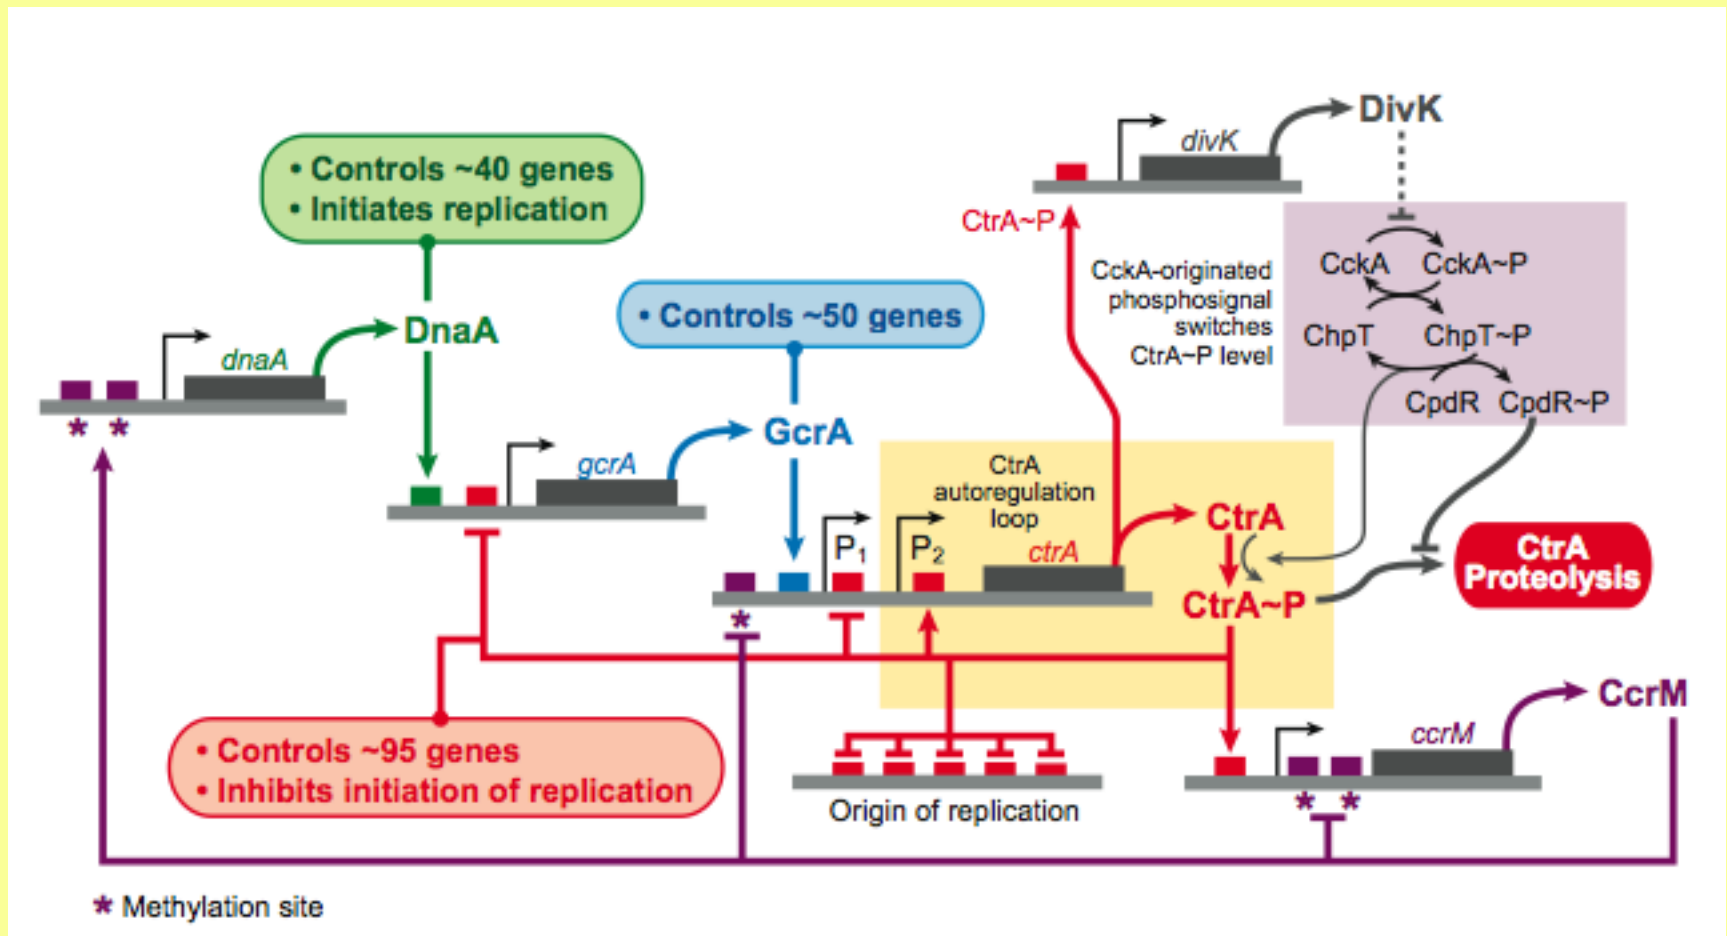 DivK
divK
• Controls ~40 genes
• Initiates replication
CtrA~P
CckA-originated
phosphosignal
switches
CtrA~P level
CckA CckA~P
ChpT ChpT~P
CpdR CpdR~P
• Controls ~50 genes
DnaA
dnaA
* *
GcrA
gcrA
CtrA
autoregulation
loop
P1 P2
ctrA
CtrA
CtrA~P
CtrA
Proteolysis
*
• Controls ~95 genes
• Inhibits initiation of replication
Origin of replication
CcrM
ccrM
* *
* Methylation site